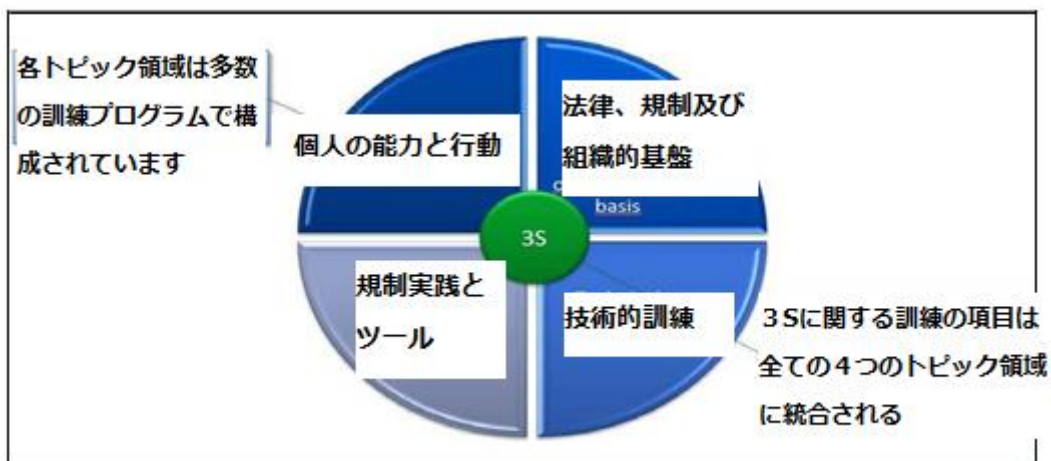 各トピック領域は多数
の訓練プログラムで構
成されています
個人の能力と行動
法律、規制及び
組織的基盤
basis
3S
規制実践と
ツール
技術的訓練
３Sに関する訓練の項目は
全ての４つのトピック領域
に統合される